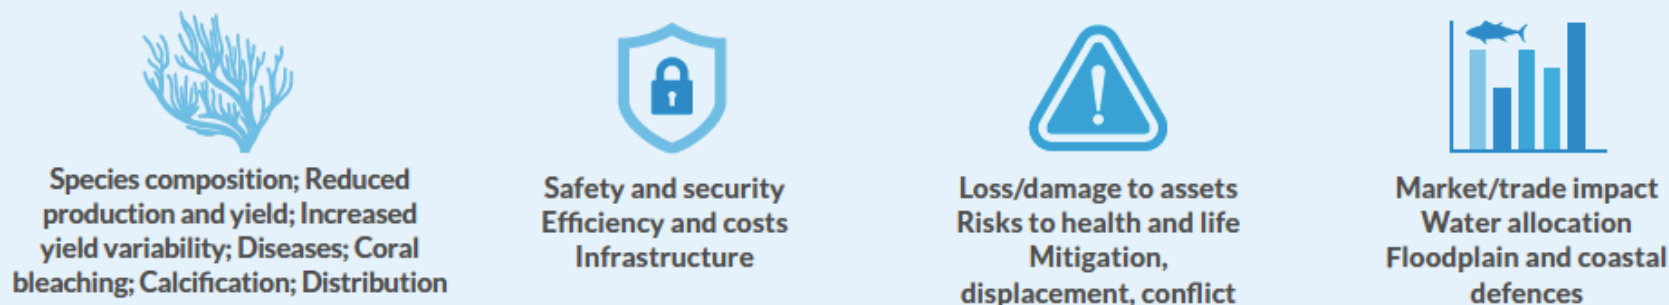 Species composition; Reduced
production and yield; Increased
yield variability; Diseases; Coral
bleaching; Calcification; Distribution
Safety and security
Efficiency and costs
Infrastructure
Loss/damage to assets
Risks to health and life
Mitigation,
displacement, conflict
Market/trade impact
Water allocation
Floodplain and coastal
defences